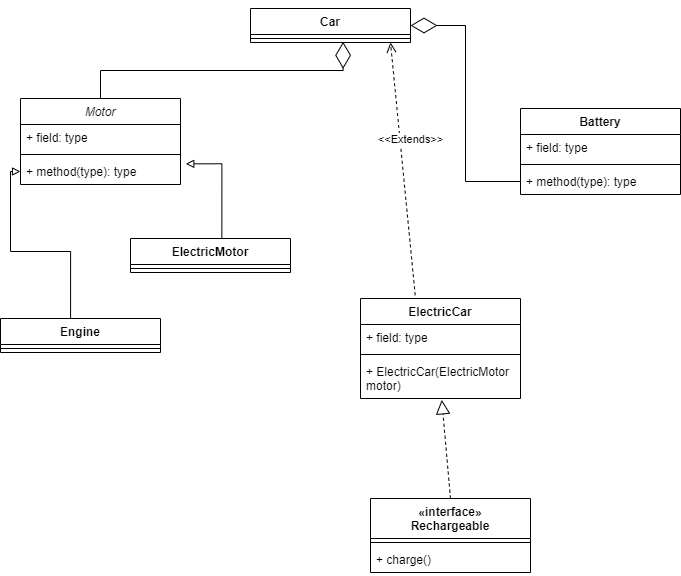 Car
Motor
+ field: type
+ method(type): type
<<Extends>>
Battery
+ field: type
+ method(type): type
ElectricMotor
Engine
ElectricCar
+ field: type
+ ElectricCar(ElectricMotor
motor)
«interface»
Rechargeable
+ charge()